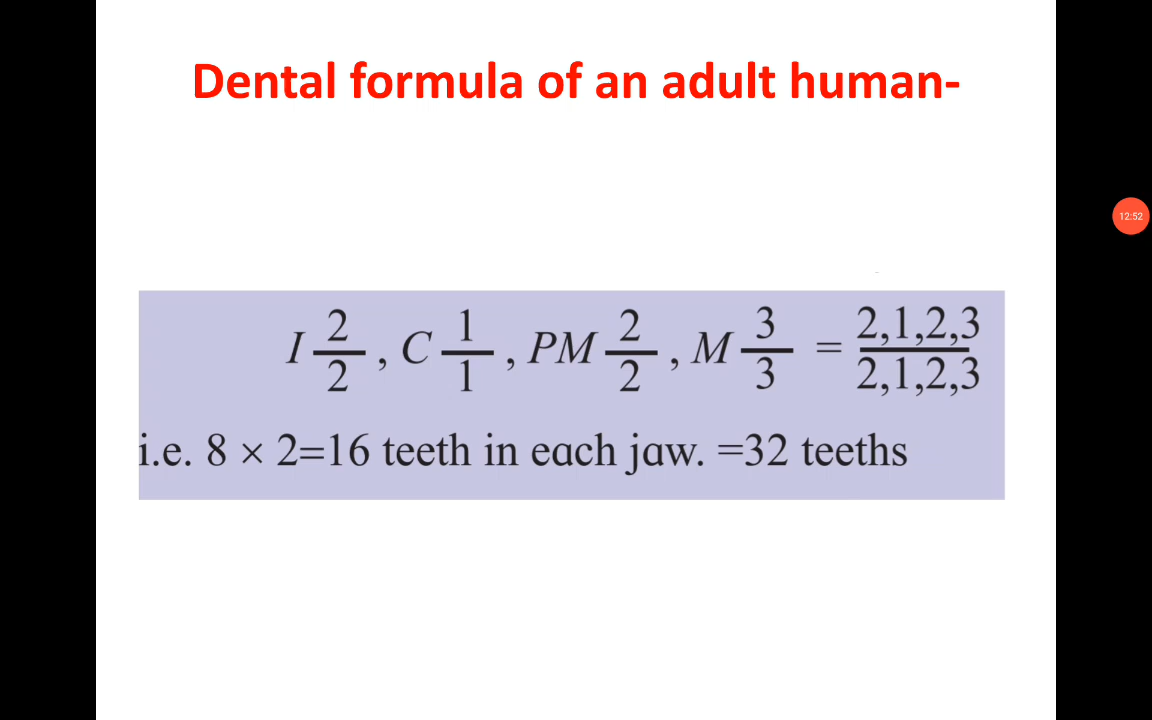 Dental formula of an adult human-
12:52
I 2/2 , C 1/1 , PM 2/2 , M 3/3 = 2,1,2,3/2,1,2,3
i.e. 8 × 2=16 teeth in each jaw. =32 teeths